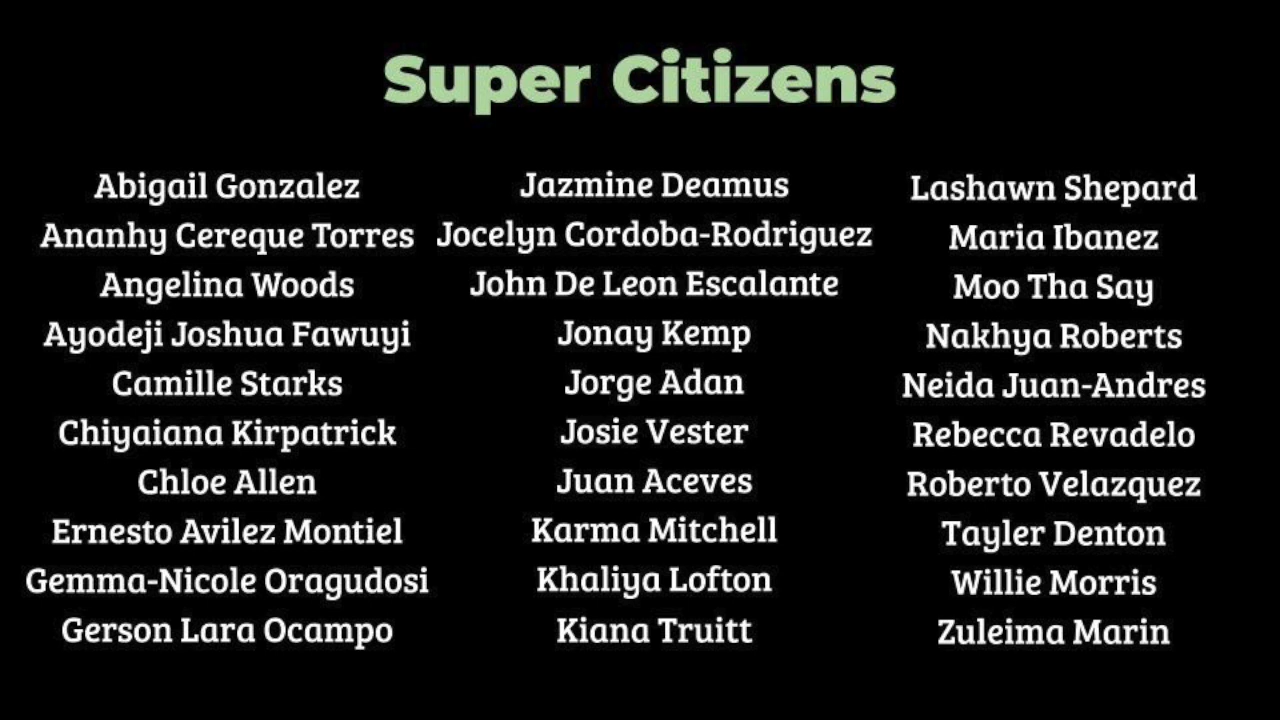 Super Citizens
Abigail Gonzalez
Ananhy Cereque Torres
Angelina Woods
Ayodeji Joshua Fawuyi
Camille Starks
Chiyaiana Kirpatrick
Chloe Allen
Ernesto Avilez Montiel
Gemma-Nicole Oragudosi
Gerson Lara Ocampo
Jazmine Deamus
Jocelyn Cordoba-Rodriguez
John De Leon Escalante
Jonay Kemp
Jorge Adan
Josie Vester
Juan Aceves
Karma Mitchell
Khaliya Lofton
Kiana Truitt
Lashawn Shepard
Maria Ibanez
Moo Tha Say
Nakhya Roberts
Neida Juan-Andres
Rebecca Revadelo
Roberto Velazquez
Tayler Denton
Willie Morris
Zuleima Marin